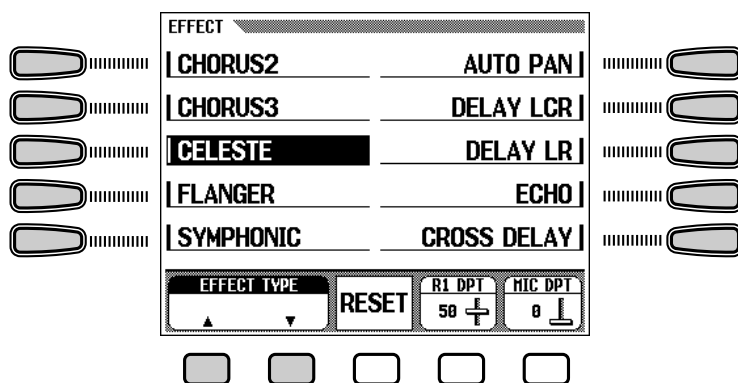 EFFECT
CHORUS2 AUTO PAN
CHORUS3 DELAY LCR
CELESTE DELAY LR
FLANGER ECHO
SYMPHONIC CROSS DELAY
EFFECT TYPE RESET R1 DPT MIC DPT
▲ ▼ 50 0